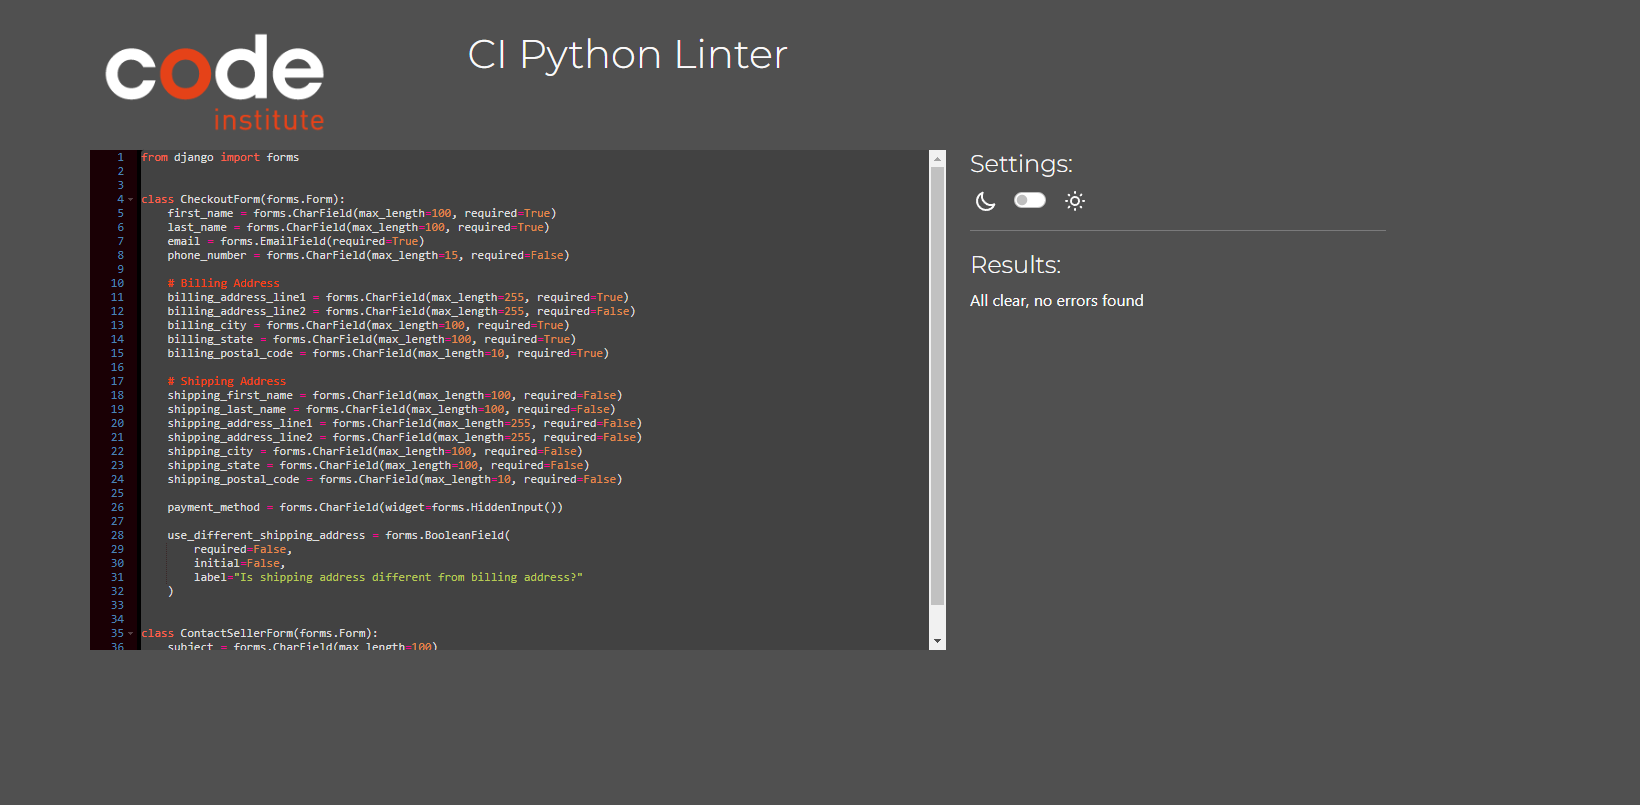 code
institute
CI Python Linter
1 from django import forms
2
3
4 class CheckoutForm(forms.Form):
5     first_name = forms.CharField(max_length=100, required=True)
6     last_name = forms.CharField(max_length=100, required=True)
7     email = forms.EmailField(required=True)
8     phone_number = forms.CharField(max_length=15, required=False)
9
10     # Billing Address
11     billing_address_line1 = forms.CharField(max_length=255, required=True)
12     billing_address_line2 = forms.CharField(max_length=255, required=False)
13     billing_city = forms.CharField(max_length=100, required=True)
14     billing_state = forms.CharField(max_length=100, required=True)
15     billing_postal_code = forms.CharField(max_length=10, required=True)
16
17     # Shipping Address
18     shipping_first_name = forms.CharField(max_length=100, required=False)
19     shipping_last_name = forms.CharField(max_length=100, required=False)
20     shipping_address_line1 = forms.CharField(max_length=255, required=False)
21     shipping_address_line2 = forms.CharField(max_length=255, required=False)
22     shipping_city = forms.CharField(max_length=100, required=False)
23     shipping_state = forms.CharField(max_length=100, required=False)
24     shipping_postal_code = forms.CharField(max_length=10, required=False)
25
26     payment_method = forms.CharField(widget=forms.HiddenInput())
27
28     use_different_shipping_address = forms.BooleanField(
29         required=False,
30         initial=False,
31         label="Is shipping address different from billing address?"
32     )
33
34
35 class ContactSellerForm(forms.Form):
36     subject = forms.CharField(max_length=100)
Settings:
Results:
All clear, no errors found